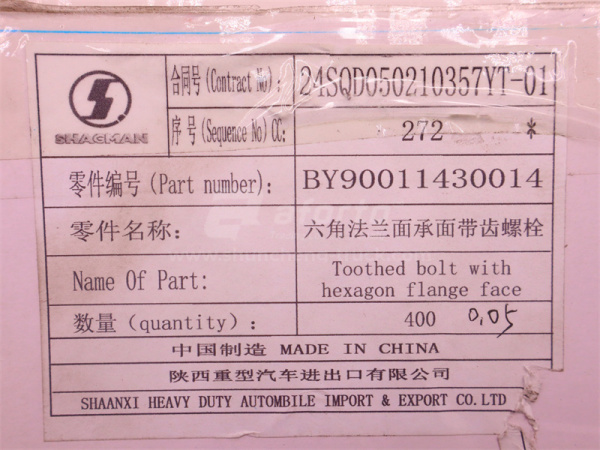 合同号(Contract No): 24SQD050210357YT-01
SHACMAN
序号(Sequence No)CC: 272 *
零件编号(Part number): BY90011430014
零件名称: 六角法兰面承面带齿螺栓
Name Of Part: Toothed bolt with
hexagon flange face
数量(quantity): 400 0.05
中国制造 MADE IN CHINA
陕西重型汽车进出口有限公司
SHAANXI HEAVY DUTY AUTOMBILE IMPORT & EXPORT CO.LTD